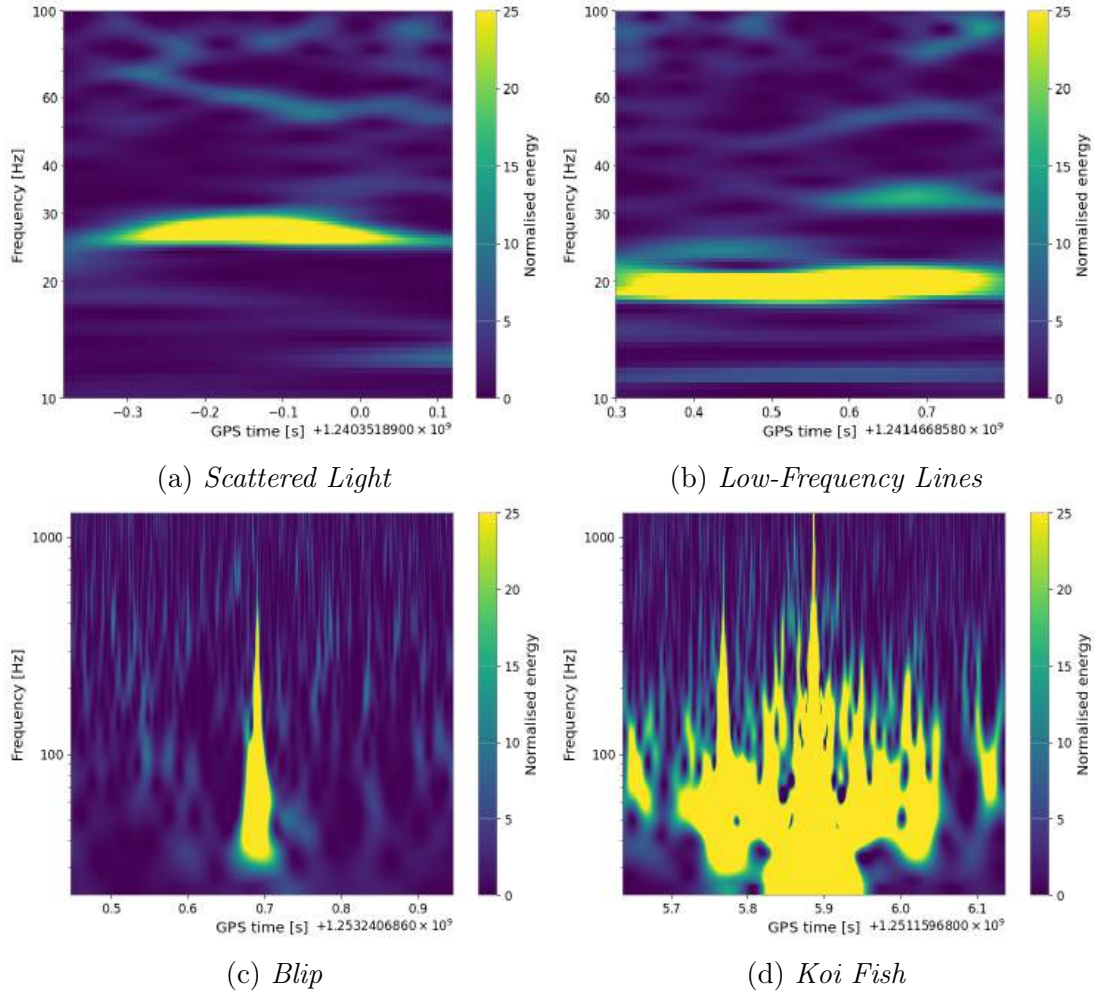 100
60
40
30
20
10
Frequency [Hz]
−0.3 −0.2 −0.1 0.0 0.1
GPS time [s] +1.2403518900 × 10⁹
25
20
15
10
5
0
Normalised energy
(a) Scattered Light
100
60
40
30
20
10
Frequency [Hz]
0.3 0.4 0.5 0.6 0.7
GPS time [s] +1.2414668580 × 10⁹
25
20
15
10
5
0
Normalised energy
(b) Low-Frequency Lines
1000
100
Frequency [Hz]
0.5 0.6 0.7 0.8 0.9
GPS time [s] +1.2532406860 × 10⁹
25
20
15
10
5
0
Normalised energy
(c) Blip
1000
100
Frequency [Hz]
5.7 5.8 5.9 6.0 6.1
GPS time [s] +1.2511596800 × 10⁹
25
20
15
10
5
0
Normalised energy
(d) Koi Fish